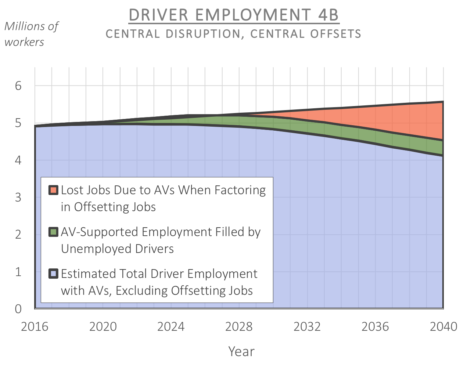 DRIVER EMPLOYMENT 4B
CENTRAL DISRUPTION, CENTRAL OFFSETS
Millions of
workers
6
5
4
3
2
1
0
Lost Jobs Due to AVs When Factoring
in Offsetting Jobs
AV-Supported Employment Filled by
Unemployed Drivers
Estimated Total Driver Employment
with AVs, Excluding Offsetting Jobs
2016 2020 2024 2028 2032 2036 2040
Year